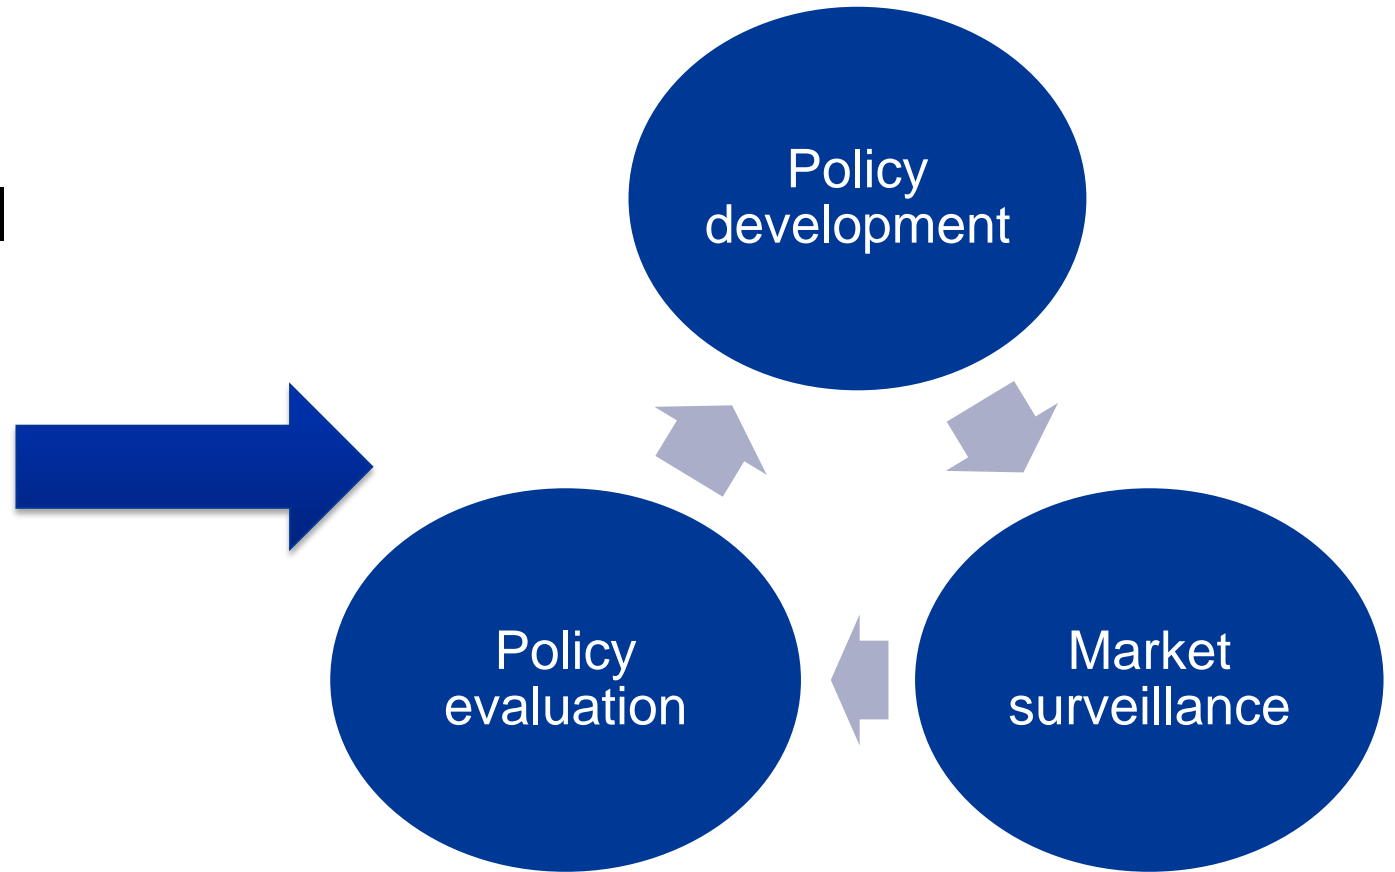 Policy
development
Policy
evaluation
Market
surveillance